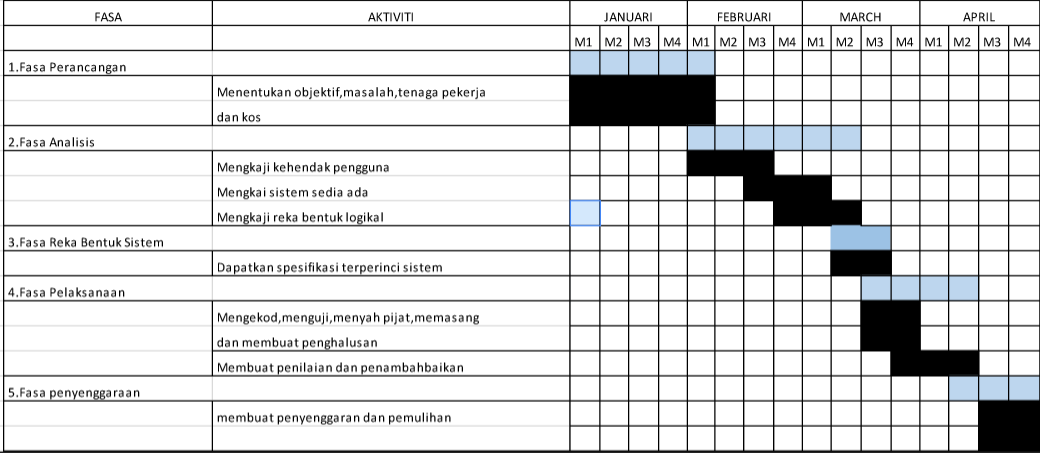 FASA AKTIVITI JANUARI FEBRUARI MARCH APRIL
M1 M2 M3 M4 M1 M2 M3 M4 M1 M2 M3 M4 M1 M2 M3 M4
1.Fasa Perancangan
Menentukan objektif,masalah,tenaga pekerja
dan kos
2.Fasa Analisis
Mengkaji kehendak pengguna
Mengkai sistem sedia ada
Mengkaji reka bentuk logikal
3.Fasa Reka Bentuk Sistem
Dapatkan spesifikasi terperinci sistem
4.Fasa Pelaksanaan
Mengekod,menguji,menyah pijat,memasang
dan membuat penghalusan
Membuat penilaian dan penambahbaikan
5.Fasa penyenggaraan
membuat penyenggaran dan pemulihan